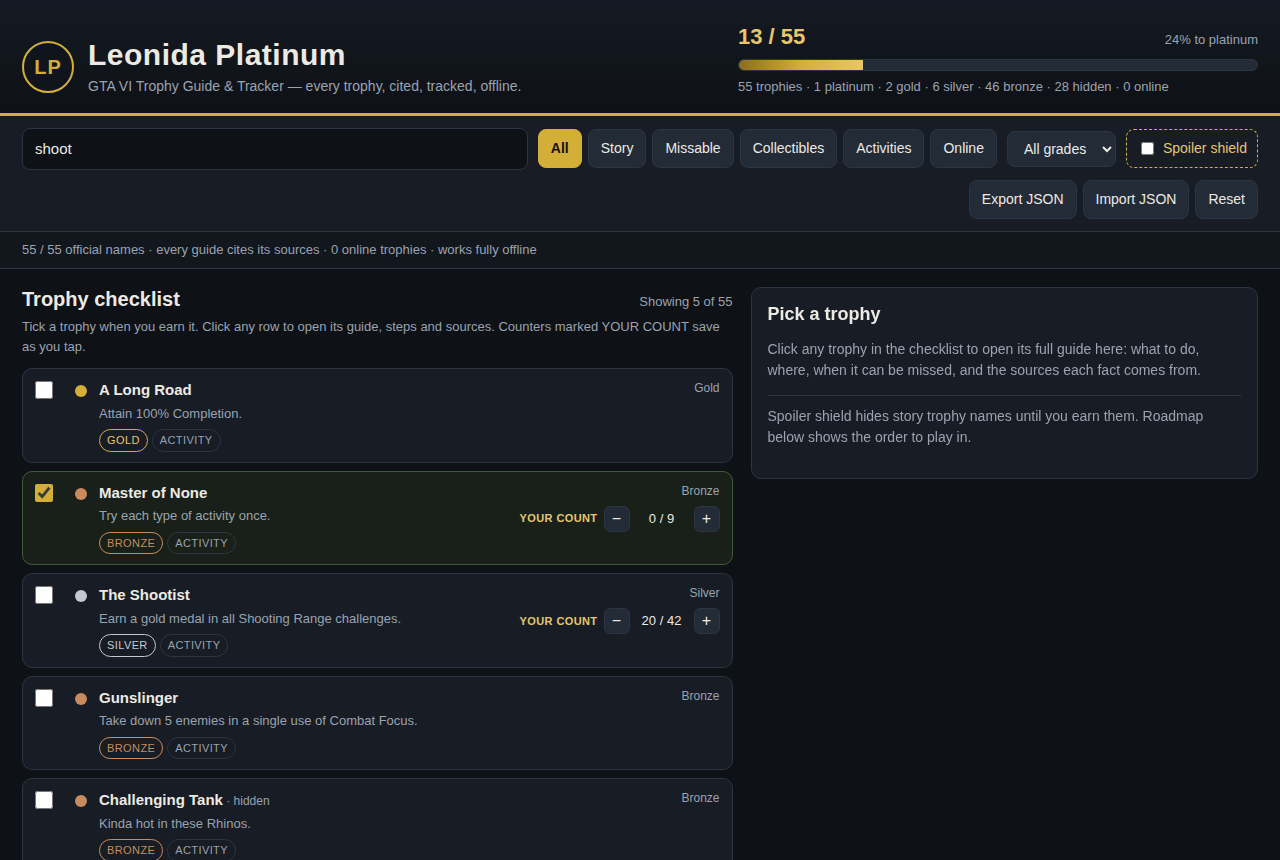 LP
Leonida Platinum
GTA VI Trophy Guide & Tracker — every trophy, cited, tracked, offline.
13 / 55
24% to platinum
55 trophies · 1 platinum · 2 gold · 6 silver · 46 bronze · 28 hidden · 0 online
shoot
All
Story
Missable
Collectibles
Activities
Online
All grades
Spoiler shield
Export JSON
Import JSON
Reset
55 / 55 official names · every guide cites its sources · 0 online trophies · works fully offline
Trophy checklist
Showing 5 of 55
Tick a trophy when you earn it. Click any row to open its guide, steps and sources. Counters marked YOUR COUNT save
as you tap.
A Long Road
Gold
Attain 100% Completion.
GOLD
ACTIVITY
Master of None
Bronze
Try each type of activity once.
YOUR COUNT − 0 / 9 +
BRONZE
ACTIVITY
The Shootist
Silver
Earn a gold medal in all Shooting Range challenges.
YOUR COUNT − 20 / 42 +
SILVER
ACTIVITY
Gunslinger
Bronze
Take down 5 enemies in a single use of Combat Focus.
BRONZE
ACTIVITY
Challenging Tank · hidden
Bronze
Kinda hot in these Rhinos.
BRONZE
ACTIVITY
Pick a trophy
Click any trophy in the checklist to open its full guide here: what to do,
where, when it can be missed, and the sources each fact comes from.
Spoiler shield hides story trophy names until you earn them. Roadmap
below shows the order to play in.